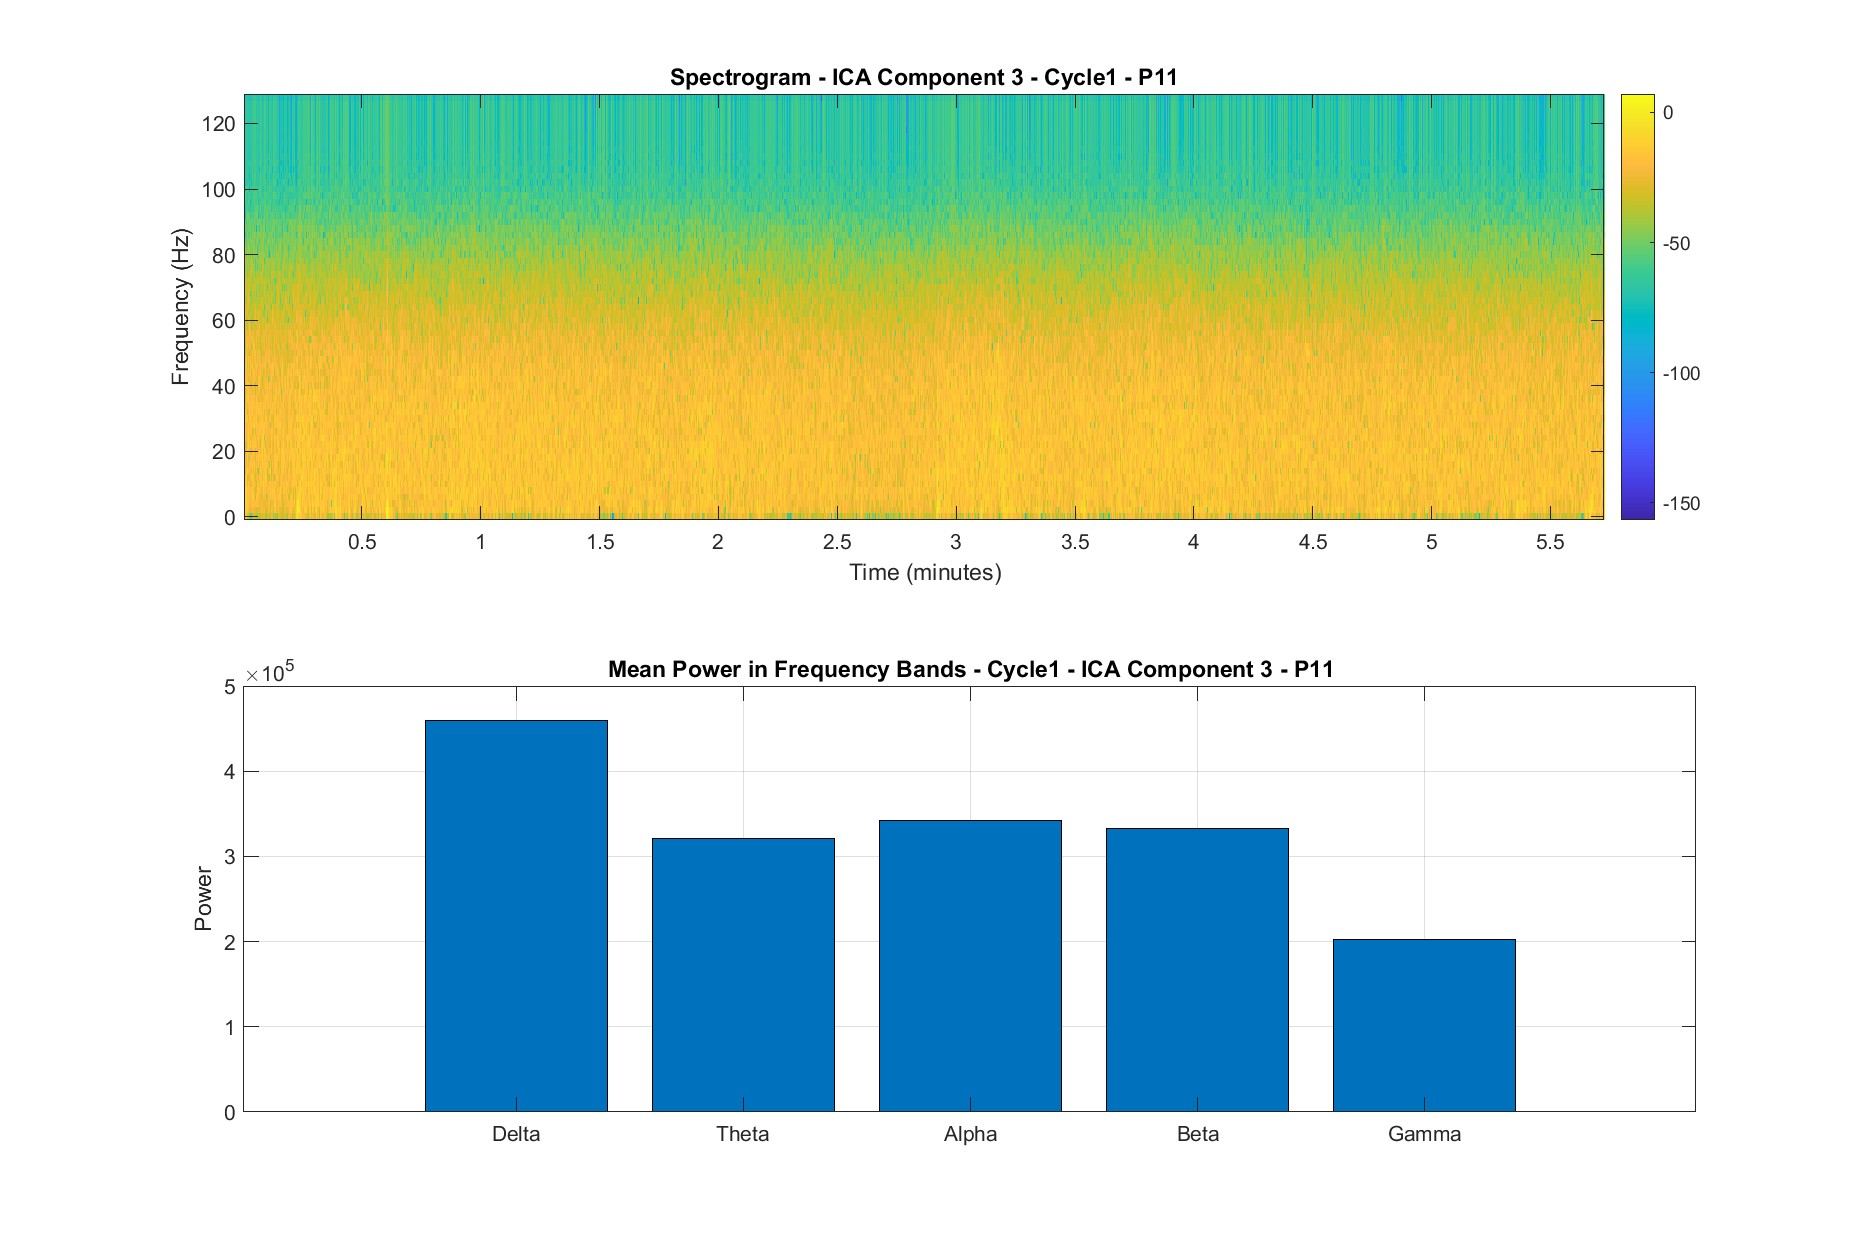 Spectrogram - ICA Component 3 - Cycle1 - P11
120
100
80
60
40
20
0
Frequency (Hz)
0.5 1 1.5 2 2.5 3 3.5 4 4.5 5 5.5
Time (minutes)
0
-50
-100
-150
Mean Power in Frequency Bands - Cycle1 - ICA Component 3 - P11
×10⁵
5
4
3
2
1
0
Power
Delta Theta Alpha Beta Gamma